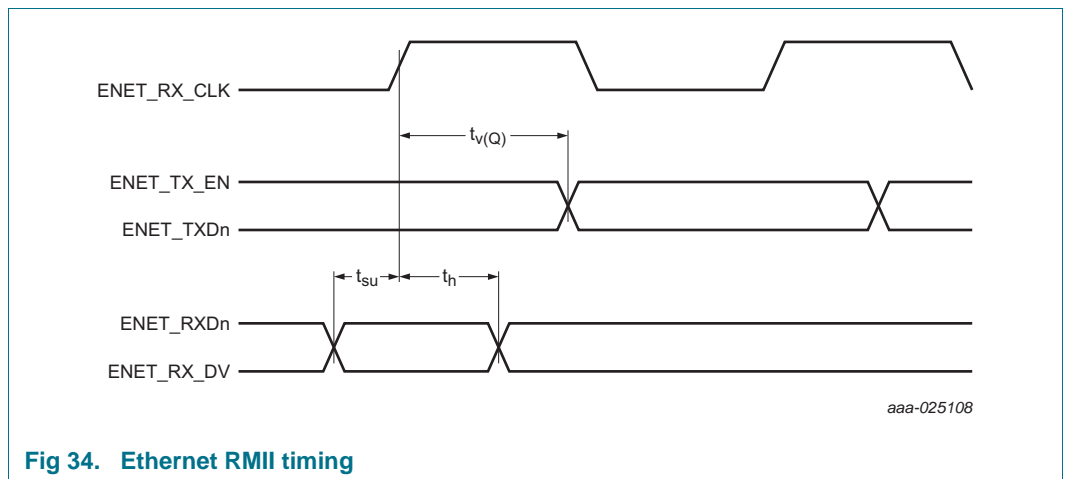 ENET_RX_CLK
tv(Q)
ENET_TX_EN
ENET_TXDn
tsu
th
ENET_RXDn
ENET_RX_DV
aaa-025108
Fig 34. Ethernet RMII timing